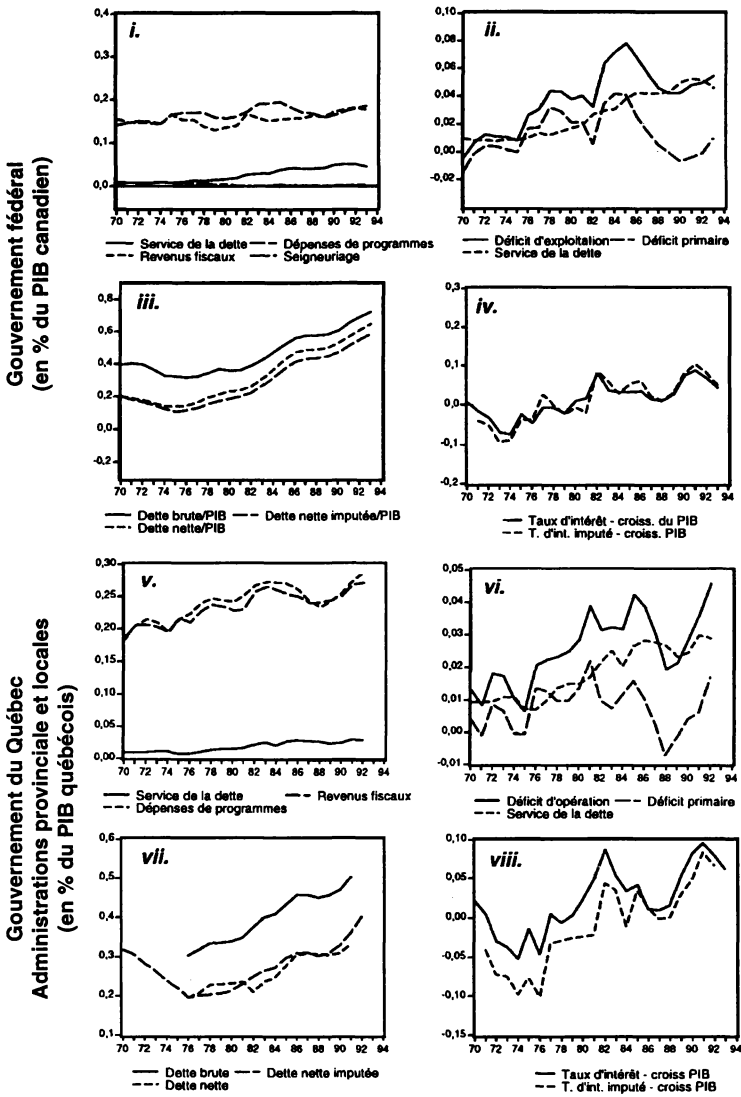 Gouvernement fédéral
(en % du PIB canadien)
i.
0,4
0,3
0,2
0,1
0,0
70 72 74 76 78 80 82 84 86 88 90 92 94
Service de la dette
Dépenses de programmes
Revenus fiscaux
Seigneuriage
ii.
0,10
0,08
0,06
0,04
0,02
0,00
-0,02
70 72 74 76 78 80 82 84 86 88 90 92 94
Déficit d'exploitation
Déficit primaire
Service de la dette
iii.
0,8
0,6
0,4
0,2
0,0
-0,2
70 72 74 76 78 80 82 84 86 88 90 92 94
Dette brute/PIB
Dette nette imputée/PIB
Dette nette/PIB
iv.
0,3
0,2
0,1
0,0
-0,1
-0,2
70 72 74 76 78 80 82 84 86 88 90 92 94
Taux d'intérêt - croiss. du PIB
T. d'int. imputé - croiss. PIB
Gouvernement du Québec
Administrations provinciale et locales
(en % du PIB québécois)
v.
0,30
0,25
0,20
0,15
0,10
0,05
0,00
70 72 74 76 78 80 82 84 86 88 90 92 94
Service de la dette
Revenus fiscaux
Dépenses de programmes
vi.
0,05
0,04
0,03
0,02
0,01
0,00
-0,01
70 72 74 76 78 80 82 84 86 88 90 92 94
Déficit d'opération
Déficit primaire
Service de la dette
vii.
0,6
0,5
0,4
0,3
0,2
0,1
70 72 74 76 78 80 82 84 86 88 90 92 94
Dette brute
Dette nette imputée
Dette nette
viii.
0,10
0,05
0,00
-0,05
-0,10
-0,15
70 72 74 76 78 80 82 84 86 88 90 92 94
Taux d'intérêt - croiss PIB
T. d'int. imputé - croiss PIB